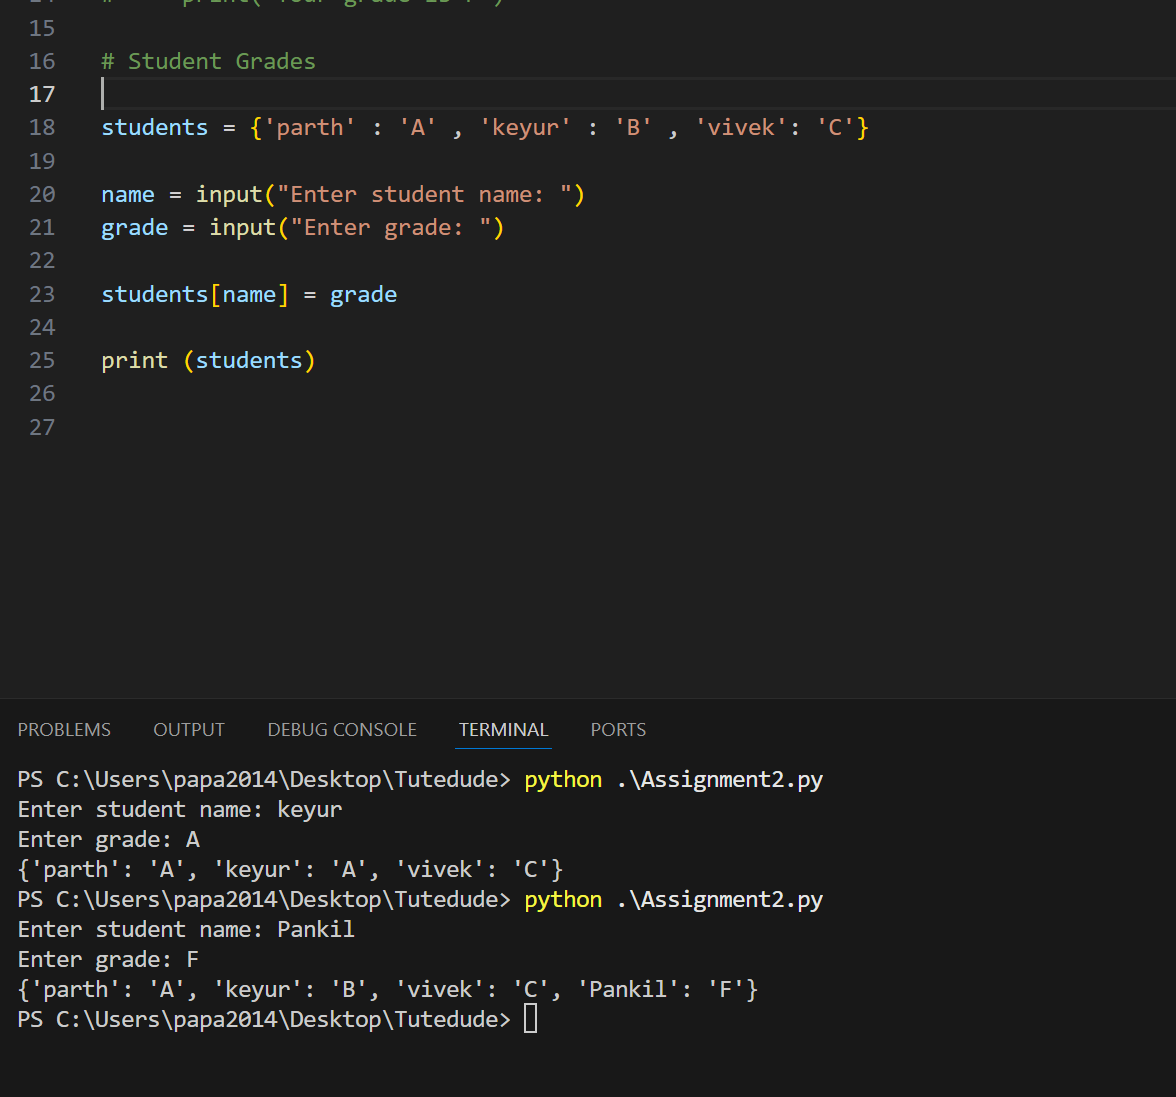 15
16 # Student Grades
17
18 students = {'parth' : 'A' , 'keyur' : 'B' , 'vivek': 'C'}
19
20 name = input("Enter student name: ")
21 grade = input("Enter grade: ")
22
23 students[name] = grade
24
25 print (students)
26
27
PROBLEMS OUTPUT DEBUG CONSOLE TERMINAL PORTS
PS C:\Users\papa2014\Desktop\Tutedude> python .\Assignment2.py
Enter student name: keyur
Enter grade: A
{'parth': 'A', 'keyur': 'A', 'vivek': 'C'}
PS C:\Users\papa2014\Desktop\Tutedude> python .\Assignment2.py
Enter student name: Pankil
Enter grade: F
{'parth': 'A', 'keyur': 'B', 'vivek': 'C', 'Pankil': 'F'}
PS C:\Users\papa2014\Desktop\Tutedude>